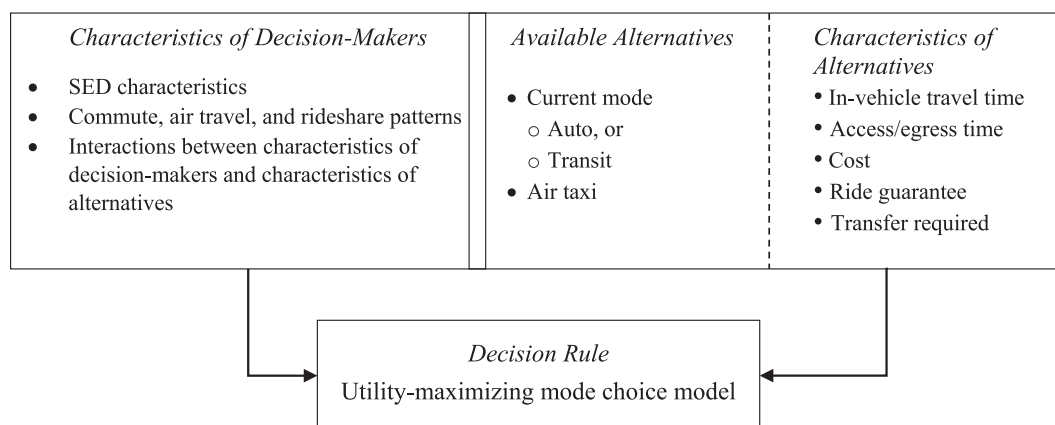 Characteristics of Decision-Makers
• SED characteristics
• Commute, air travel, and rideshare patterns
• Interactions between characteristics of
decision-makers and characteristics of
alternatives
Available Alternatives
• Current mode
o Auto, or
o Transit
• Air taxi
Characteristics of
Alternatives
• In-vehicle travel time
• Access/egress time
• Cost
• Ride guarantee
• Transfer required
Decision Rule
Utility-maximizing mode choice model